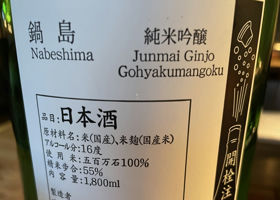 鍋島
Nabeshima
純米吟醸
Junmai Ginjo
Gohyakumangoku
品目:日本酒
原材料名:米(国産)、米麹(国産米)
アルコール分:16度
使用米:五百万石100%
精米歩合:55%
内容量:1,800ml
製造者
開栓注